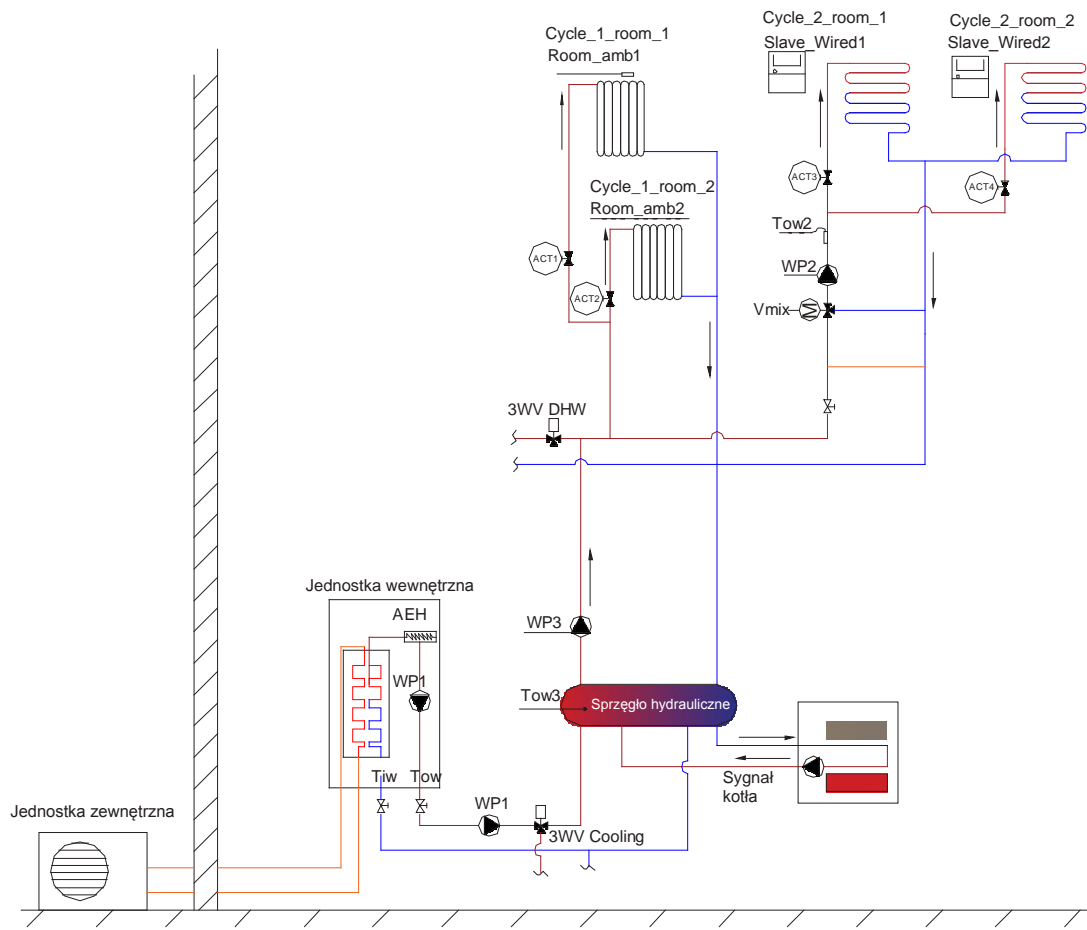 Cycle_1_room_1
Room_amb1
Cycle_2_room_1
Slave_Wired1
Cycle_2_room_2
Slave_Wired2
Cycle_1_room_2
Room_amb2
ACT1
ACT2
ACT3
ACT4
Tow2
WP2
Vmix
M
3WV DHW
Jednostka wewnętrzna
AEH
WP1
WP3
Tow3
Sprzęgło hydrauliczne
Tiw
Tow
WP1
3WV Cooling
Sygnał
kotła
Jednostka zewnętrzna